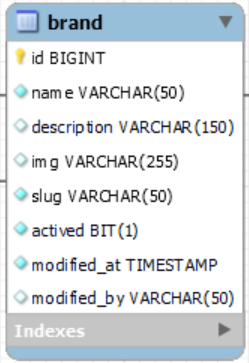 brand
id BIGINT
name VARCHAR(50)
description VARCHAR(150)
img VARCHAR(255)
slug VARCHAR(50)
actived BIT(1)
modified_at TIMESTAMP
modified_by VARCHAR(50)
Indexes